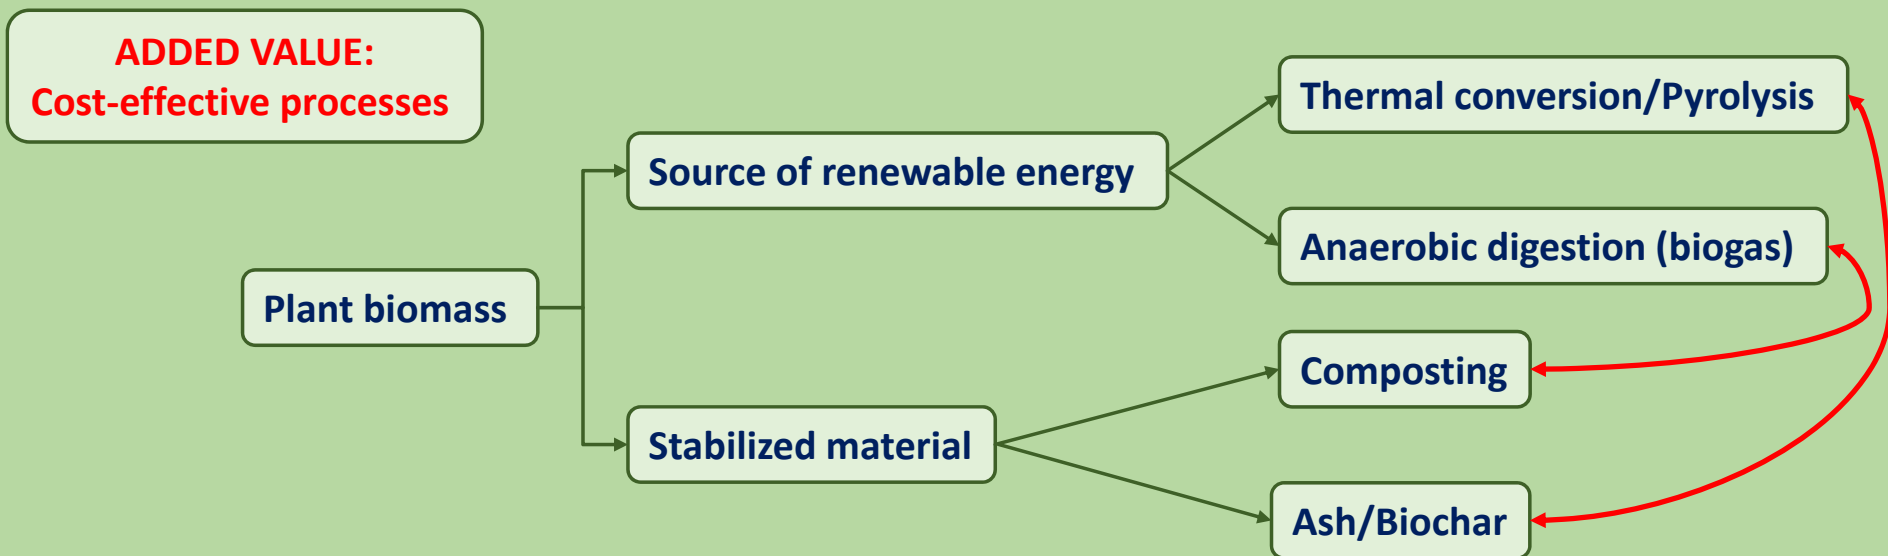 ADDED VALUE:
Cost-effective processes
Thermal conversion/Pyrolysis
Source of renewable energy
Anaerobic digestion (biogas)
Plant biomass
Composting
Stabilized material
Ash/Biochar